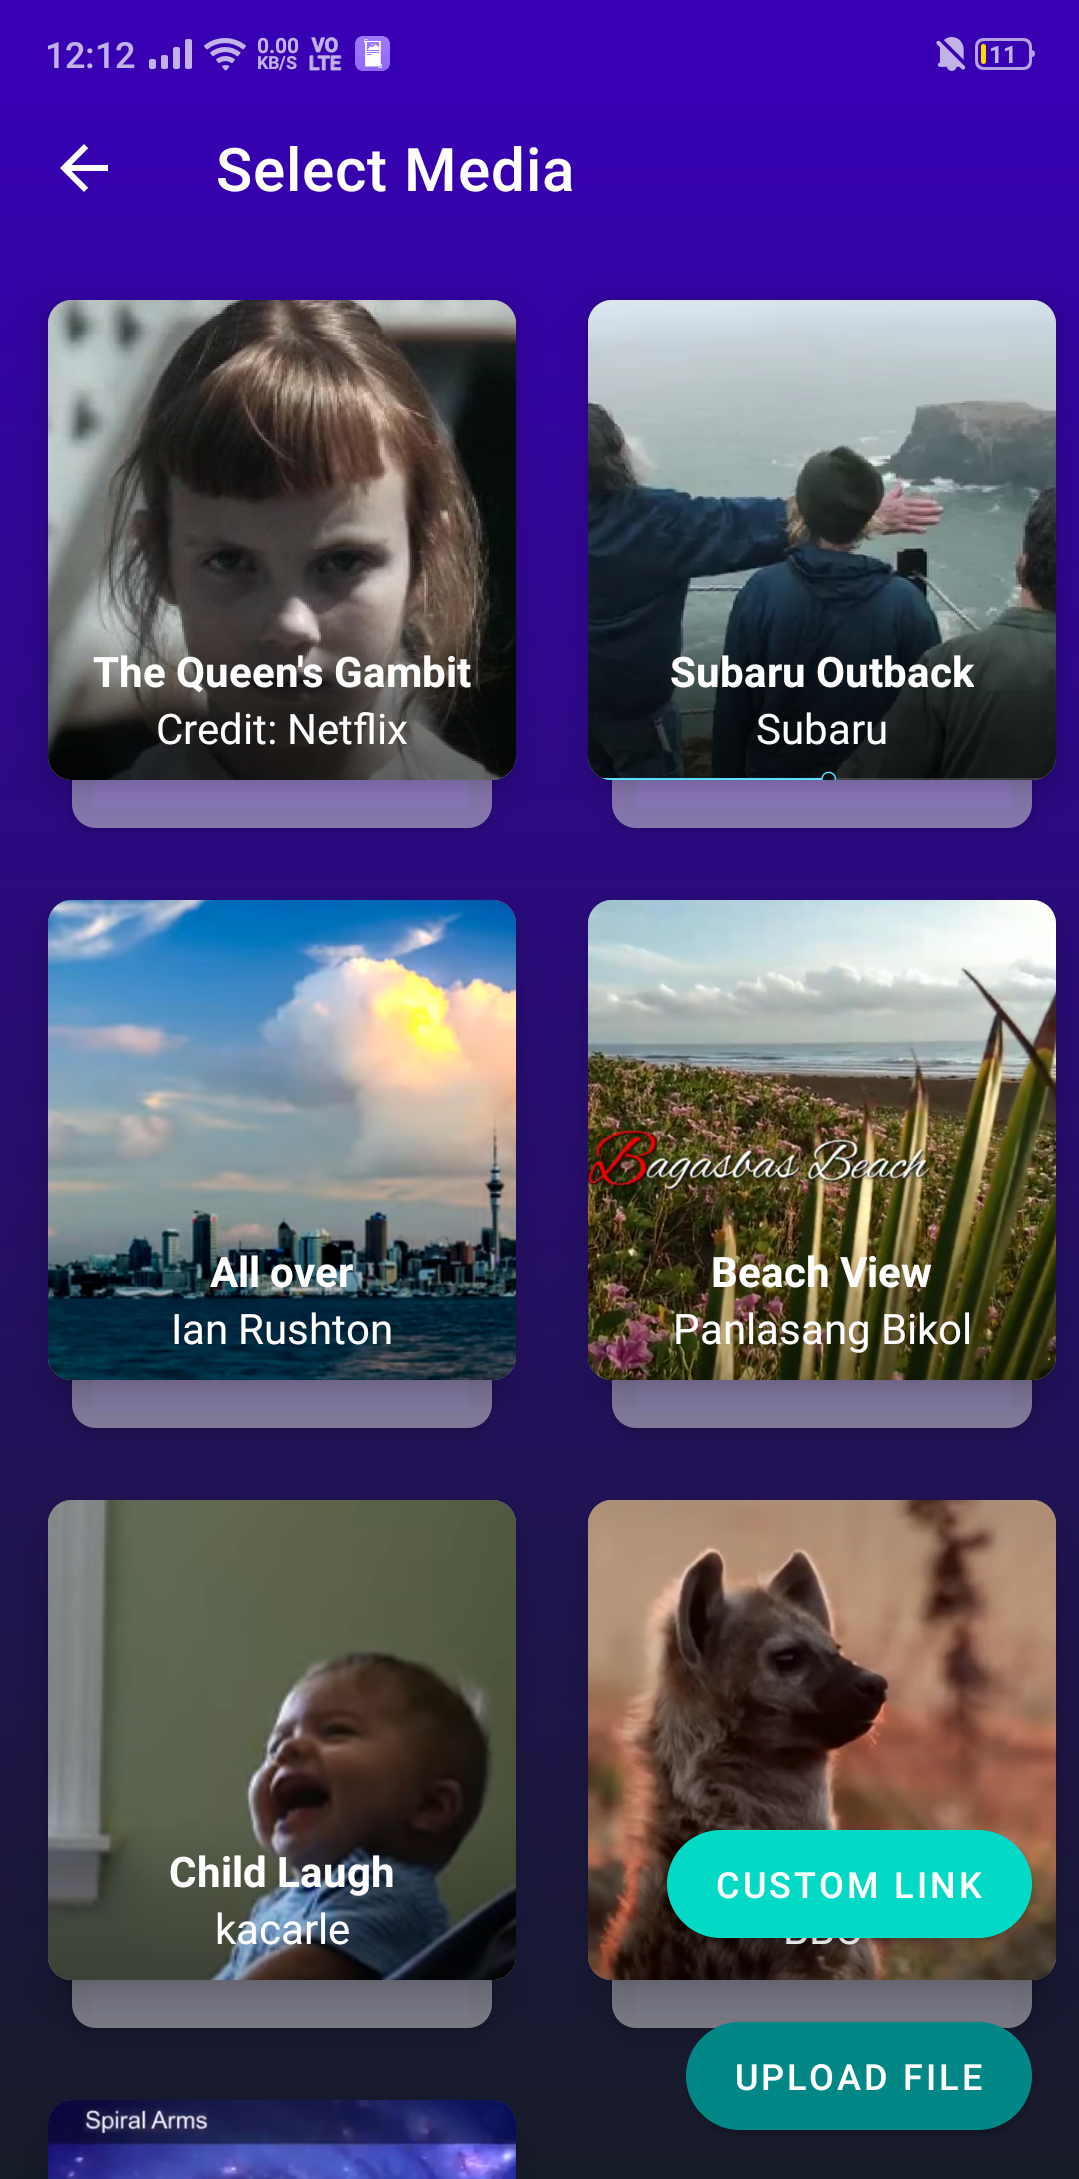 12:12
0.00
KB/S
VO
LTE
11
Select Media
The Queen's Gambit
Credit: Netflix
Subaru Outback
Subaru
All over
Ian Rushton
Bagasbas Beach
Beach View
Panlasang Bikol
Child Laugh
kacarle
CUSTOM LINK
UPLOAD FILE
Spiral Arms